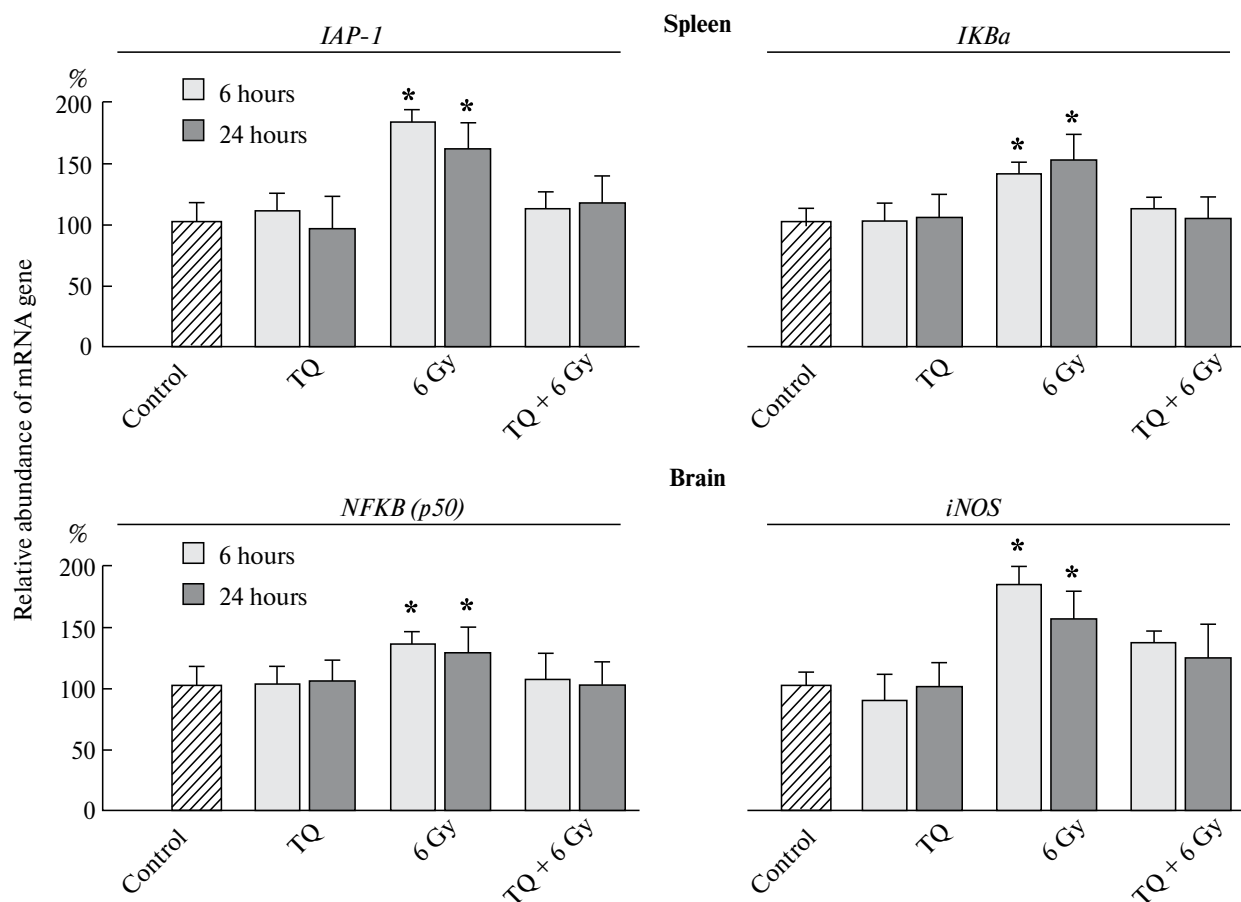 Spleen
IAP-1
IKBa
%
6 hours
24 hours
200
150
100
50
0
*
*
*
*
Control
TQ
6 Gy
TQ + 6 Gy
Control
TQ
6 Gy
TQ + 6 Gy
Relative abundance of mRNA gene
Brain
NFKB (p50)
iNOS
%
6 hours
24 hours
200
150
100
50
0
*
*
*
*
Control
TQ
6 Gy
TQ + 6 Gy
Control
TQ
6 Gy
TQ + 6 Gy